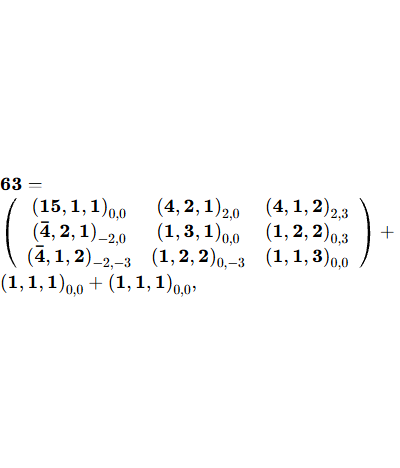 63 =
( (15, 1, 1)₀,₀ (4, 2, 1)₂,₀ (4, 1, 2)₂,₃
(4̄, 2, 1)₋₂,₀ (1, 3, 1)₀,₀ (1, 2, 2)₀,₃
(4̄, 1, 2)₋₂,₋₃ (1, 2, 2)₀,₋₃ (1, 1, 3)₀,₀ ) +
(1, 1, 1)₀,₀ + (1, 1, 1)₀,₀,